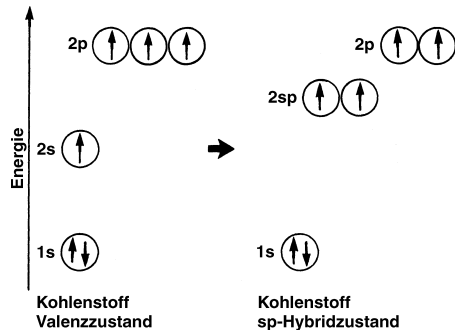 2p
2p
2sp
Energie
2s
1s
1s
Kohlenstoff
Valenzzustand
Kohlenstoff
sp-Hybridzustand